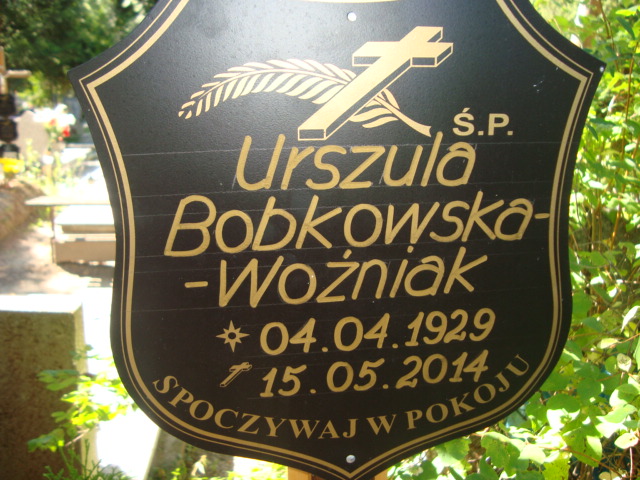 Ś.P.
Urszula
Bobkowska-
-Woźniak
04.04.1929
15.05.2014
SPOCZYWAJ W POKOJU